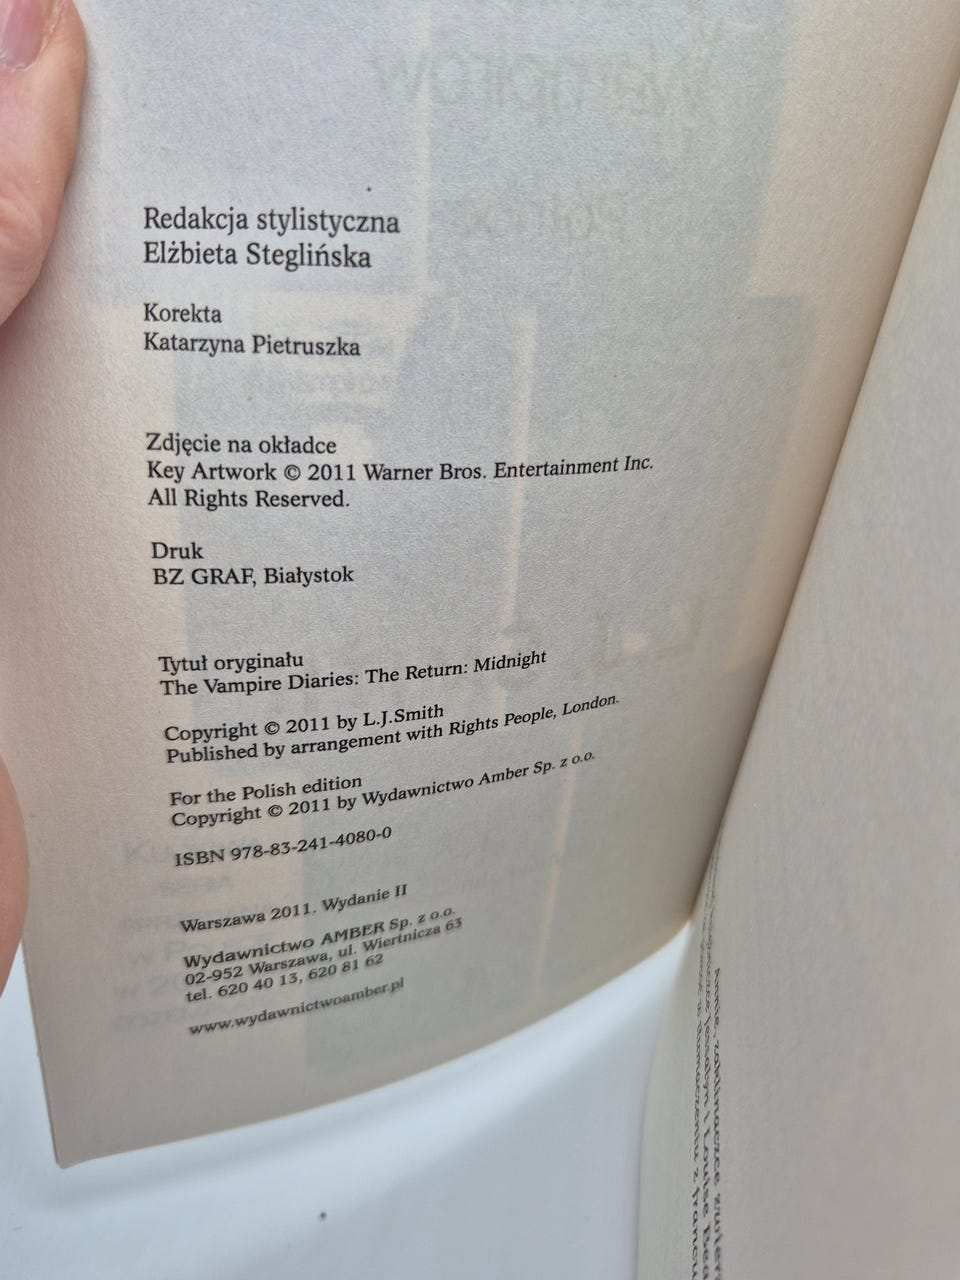 Redakcja stylistyczna
Elżbieta Steglińska
Korekta
Katarzyna Pietruszka
Zdjęcie na okładce
Key Artwork © 2011 Warner Bros. Entertainment Inc.
All Rights Reserved.
Druk
BZ GRAF, Białystok
Tytuł oryginału
The Vampire Diaries: The Return: Midnight
Copyright © 2011 by L.J.Smith
Published by arrangement with Rights People, London.
For the Polish edition
Copyright © 2011 by Wydawnictwo Amber Sp. z o.o.
ISBN 978-83-241-4080-0
Warszawa 2011. Wydanie II
Wydawnictwo AMBER Sp. z o.o.
02-952 Warszawa, ul. Wiertnicza 63
tel. 620 40 13, 620 81 62
www.wydawnictwoamber.pl